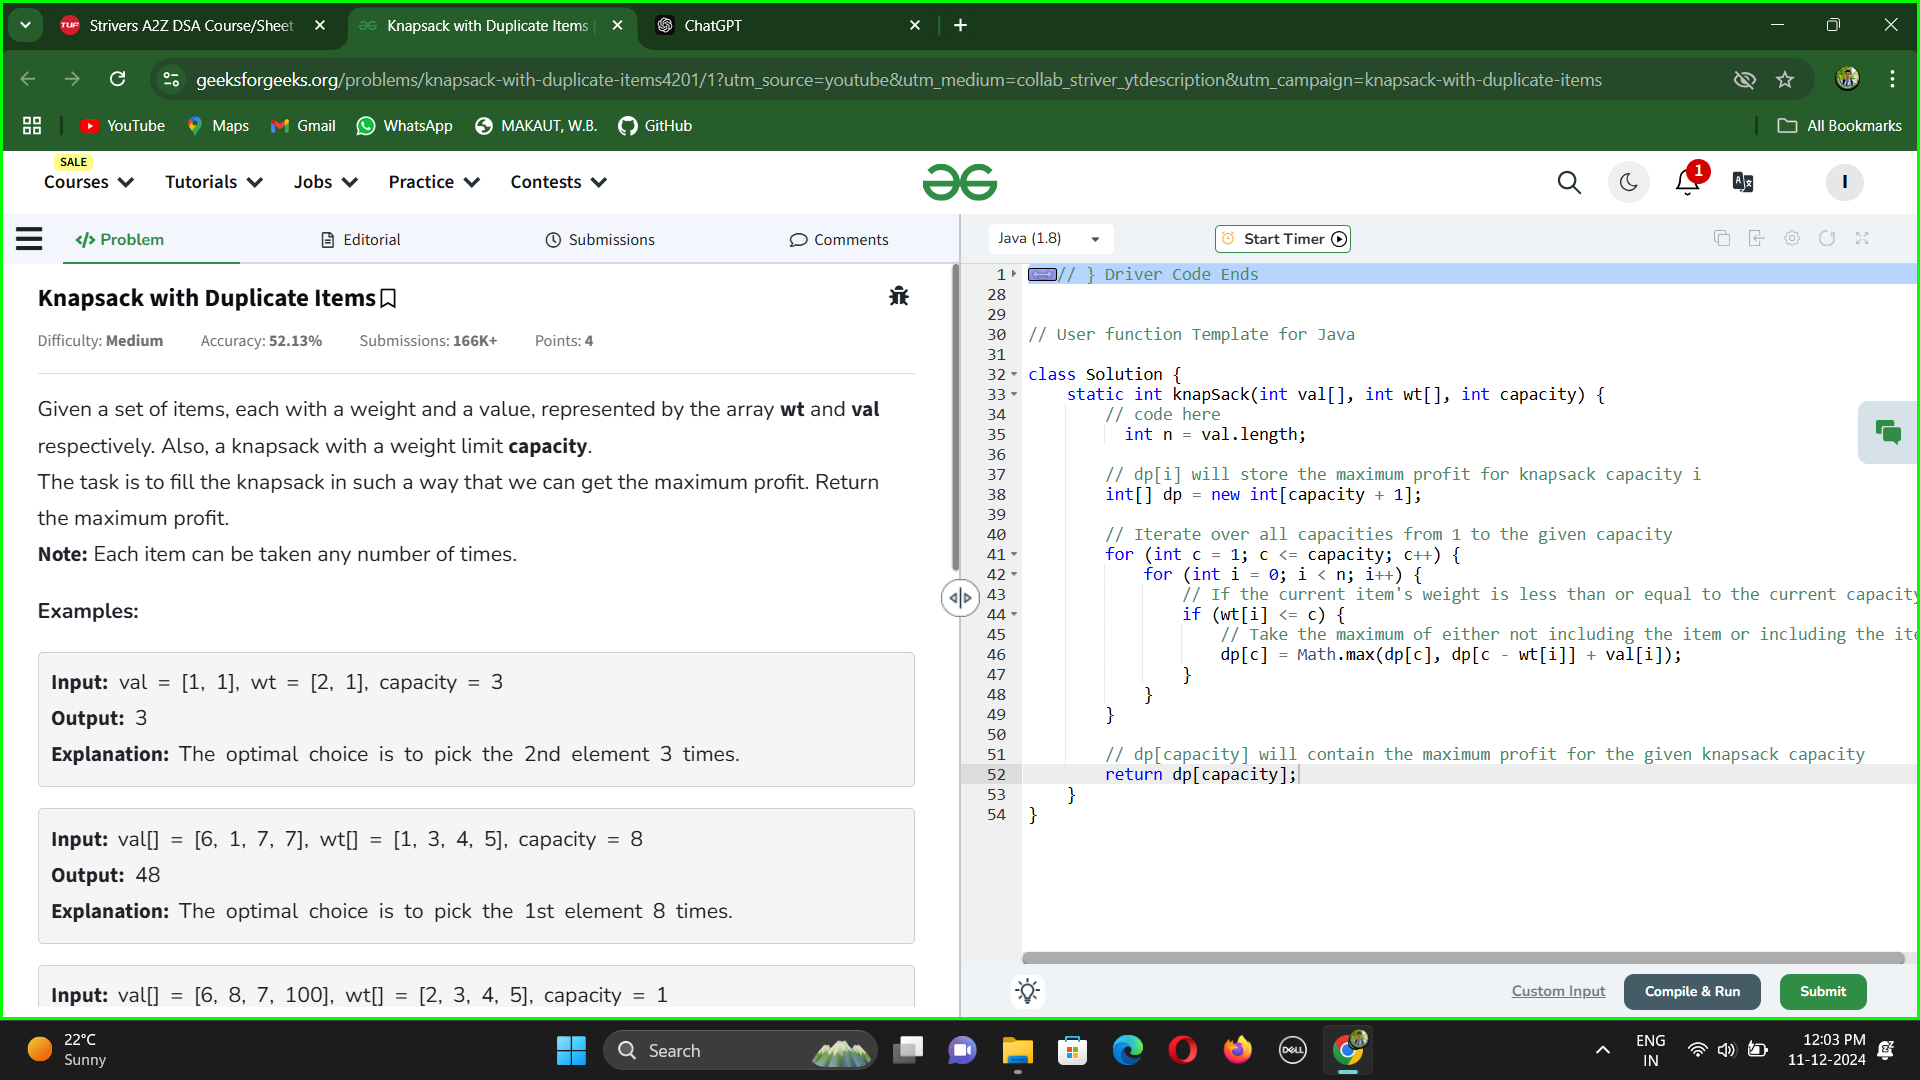 Strivers A2Z DSA Course/Sheet
Knapsack with Duplicate Items
ChatGPT
geeksforgeeks.org/problems/knapsack-with-duplicate-items4201/1?utm_source=youtube&utm_medium=collab_striver_ytdescription&utm_campaign=knapsack-with-duplicate-items
YouTube
Maps
Gmail
WhatsApp
MAKAUT, W.B.
GitHub
All Bookmarks
SALE
Courses
Tutorials
Jobs
Practice
Contests
1
I
</> Problem
Editorial
Submissions
Comments
Java (1.8)
Start Timer
Knapsack with Duplicate Items
Difficulty: Medium Accuracy: 52.13% Submissions: 166K+ Points: 4
Given a set of items, each with a weight and a value, represented by the array wt and val
respectively. Also, a knapsack with a weight limit capacity.
The task is to fill the knapsack in such a way that we can get the maximum profit. Return
the maximum profit.
Note: Each item can be taken any number of times.
Examples:
Input: val = [1, 1], wt = [2, 1], capacity = 3
Output: 3
Explanation: The optimal choice is to pick the 2nd element 3 times.
Input: val[] = [6, 1, 7, 7], wt[] = [1, 3, 4, 5], capacity = 8
Output: 48
Explanation: The optimal choice is to pick the 1st element 8 times.
Input: val[] = [6, 8, 7, 100], wt[] = [2, 3, 4, 5], capacity = 1
1 // } Driver Code Ends
28
29
30 // User function Template for Java
31
32 class Solution {
33 static int knapSack(int val[], int wt[], int capacity) {
34 // code here
35 int n = val.length;
36
37 // dp[i] will store the maximum profit for knapsack capacity i
38 int[] dp = new int[capacity + 1];
39
40 // Iterate over all capacities from 1 to the given capacity
41 for (int c = 1; c <= capacity; c++) {
42 for (int i = 0; i < n; i++) {
43 // If the current item's weight is less than or equal to the current capacity
44 if (wt[i] <= c) {
45 // Take the maximum of either not including the item or including the ite
46 dp[c] = Math.max(dp[c], dp[c - wt[i]] + val[i]);
47 }
48 }
49 }
50
51 // dp[capacity] will contain the maximum profit for the given knapsack capacity
52 return dp[capacity];
53 }
54 }
Custom Input
Compile & Run
Submit
22°C
Sunny
Search
DELL
ENG
IN
12:03 PM
11-12-2024